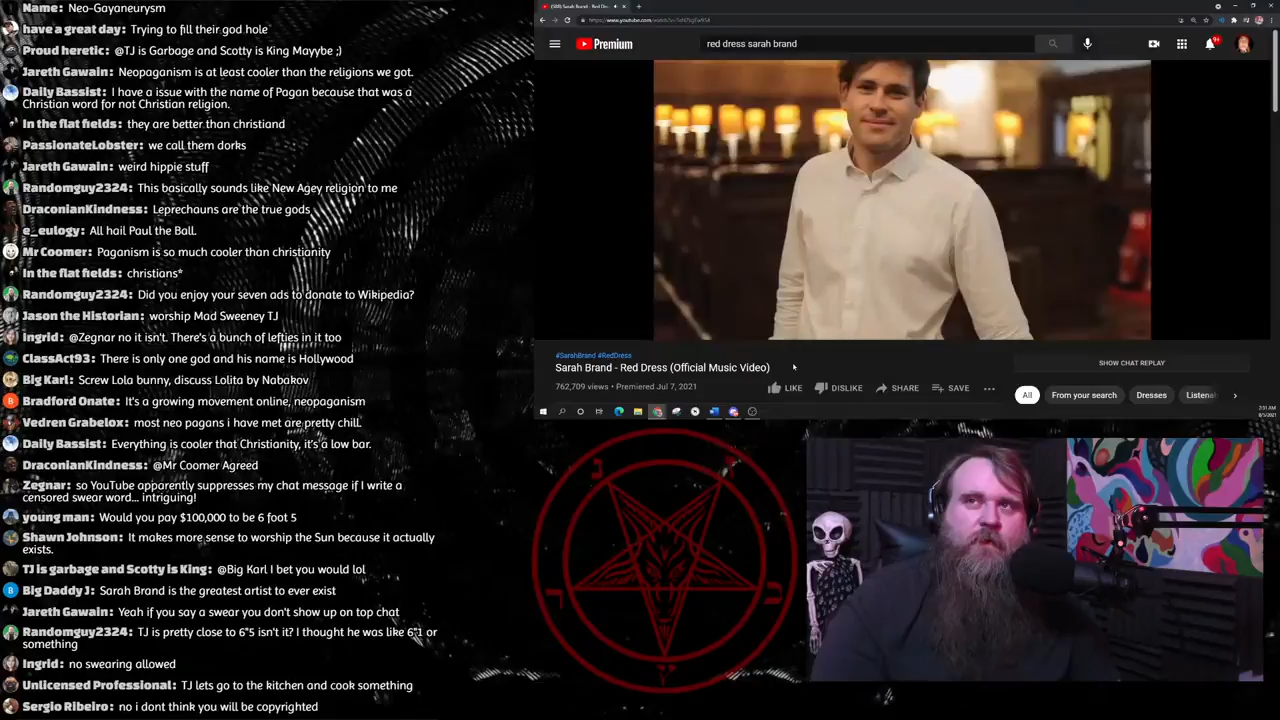 Name: Neo-Gayaneurysm
have a great day: Trying to fill their god hole
Proud heretic: @TJ is Garbage and Scotty is King Mayybe ;)
Jareth Gawain: Neopaganism is at least cooler than the religions we got.
Daily Bassist: I have a issue with the name of Pagan because that was a
Christian word for not Christian religion.
In the flat fields: they are better than christiand
PassionateLobster: we call them dorks
Jareth Gawain: weird hippie stuff
Randomguy2324: This basically sounds like New Agey religion to me
DraconianKindness: Leprechauns are the true gods
e_eulogy: All hail Paul the Ball.
Mr Coomer: Paganism is so much cooler than christianity
In the flat fields: christians*
Randomguy2324: Did you enjoy your seven ads to donate to Wikipedia?
Jason the Historian: worship Mad Sweeney TJ
Ingrid: @Zegnar no it isn't. There's a bunch of lefties in it too
ClassAct93: There is only one god and his name is Hollywood
Big Karl: Screw Lola bunny, discuss Lolita by Nabakov
Bradford Onate: It's a growing movement online, neopaganism
Vudren Grabelox: most neo pagans i have met are pretty chill.
Daily Bassist: Everything is cooler that Christianity, it's a low bar.
DraconianKindness: @Mr Coomer Agreed
Zegnar: so YouTube apparently suppresses my chat message if I write a
censored swear word... intriguing!
young man: Would you pay $100,000 to be 6 foot 5
Shawn Johnson: It makes more sense to worship the Sun because it actually
exists.
TJ is garbage and Scotty is King: @Big Karl I bet you would lol
Big Daddy J: Sarah Brand is the greatest artist to ever exist
Jareth Gawain: Yeah if you say a swear you don't show up on top chat
Randomguy2324: TJ is pretty close to 6"5 isn't it? I thought he was like 6"1 or
something
Ingrid: no swearing allowed
Unlicensed Professional: TJ lets go to the kitchen and cook something
Sergio Ribeiro: no i dont think you will be copyrighted
Premium
red dress sarah brand
9+
#SarahBrand #RedDress
Sarah Brand - Red Dress (Official Music Video)
762,709 views • Premiered Jul 7, 2021
LIKE
DISLIKE
SHARE
SAVE
SHOW CHAT REPLAY
All
From your search
Dresses
2:31 AM
8/5/2021